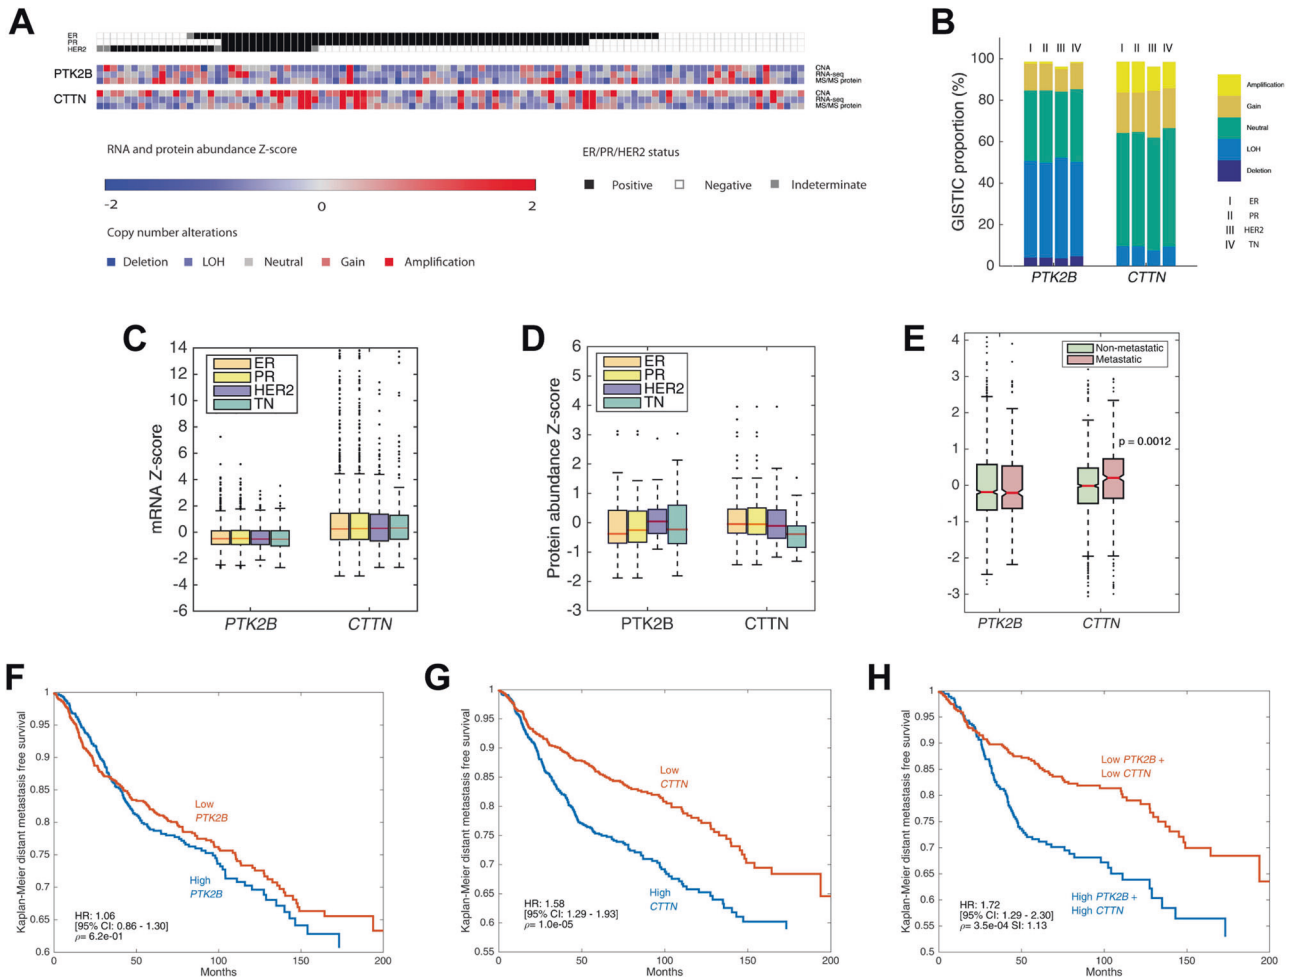 A
ER
PR
HER2
PTK2B
CNA
RNA-seq
MS/MS protein
CTTN
CNA
RNA-seq
MS/MS protein
RNA and protein abundance Z-score
-2
0
2
ER/PR/HER2 status
Positive
Negative
Indeterminate
Copy number alterations
Deletion
LOH
Neutral
Gain
Amplification
B
I II III IV
I II III IV
GISTIC proportion (%)
100
80
60
40
20
0
PTK2B
CTTN
Amplification
Gain
Neutral
LOH
Deletion
I ER
II PR
III HER2
IV TN
C
mRNA Z-score
14
12
10
8
6
4
2
0
-2
-4
-6
ER
PR
HER2
TN
PTK2B
CTTN
D
Protein abundance Z-score
6
5
4
3
2
1
0
-1
-2
-3
ER
PR
HER2
TN
PTK2B
CTTN
E
4
3
2
1
0
-1
-2
-3
Non-metastatic
Metastatic
p = 0.0012
PTK2B
CTTN
F
Kaplan-Meier distant metastasis free survival
1
0.95
0.9
0.85
0.8
0.75
0.7
0.65
0.6
Low
PTK2B
High
PTK2B
HR: 1.06
[95% CI: 0.86 - 1.30]
ρ= 6.2e-01
0
50
100
150
200
Months
G
Kaplan-Meier distant metastasis free survival
1
0.95
0.9
0.85
0.8
0.75
0.7
0.65
0.6
0.55
Low
CTTN
High
CTTN
HR: 1.58
[95% CI: 1.29 - 1.93]
ρ= 1.0e-05
0
50
100
150
200
Months
H
Kaplan-Meier distant metastasis free survival
1
0.95
0.9
0.85
0.8
0.75
0.7
0.65
0.6
0.55
0.5
Low PTK2B +
Low CTTN
High PTK2B +
High CTTN
HR: 1.72
[95% CI: 1.29 - 2.30]
ρ= 3.5e-04 SI: 1.13
0
50
100
150
200
Months